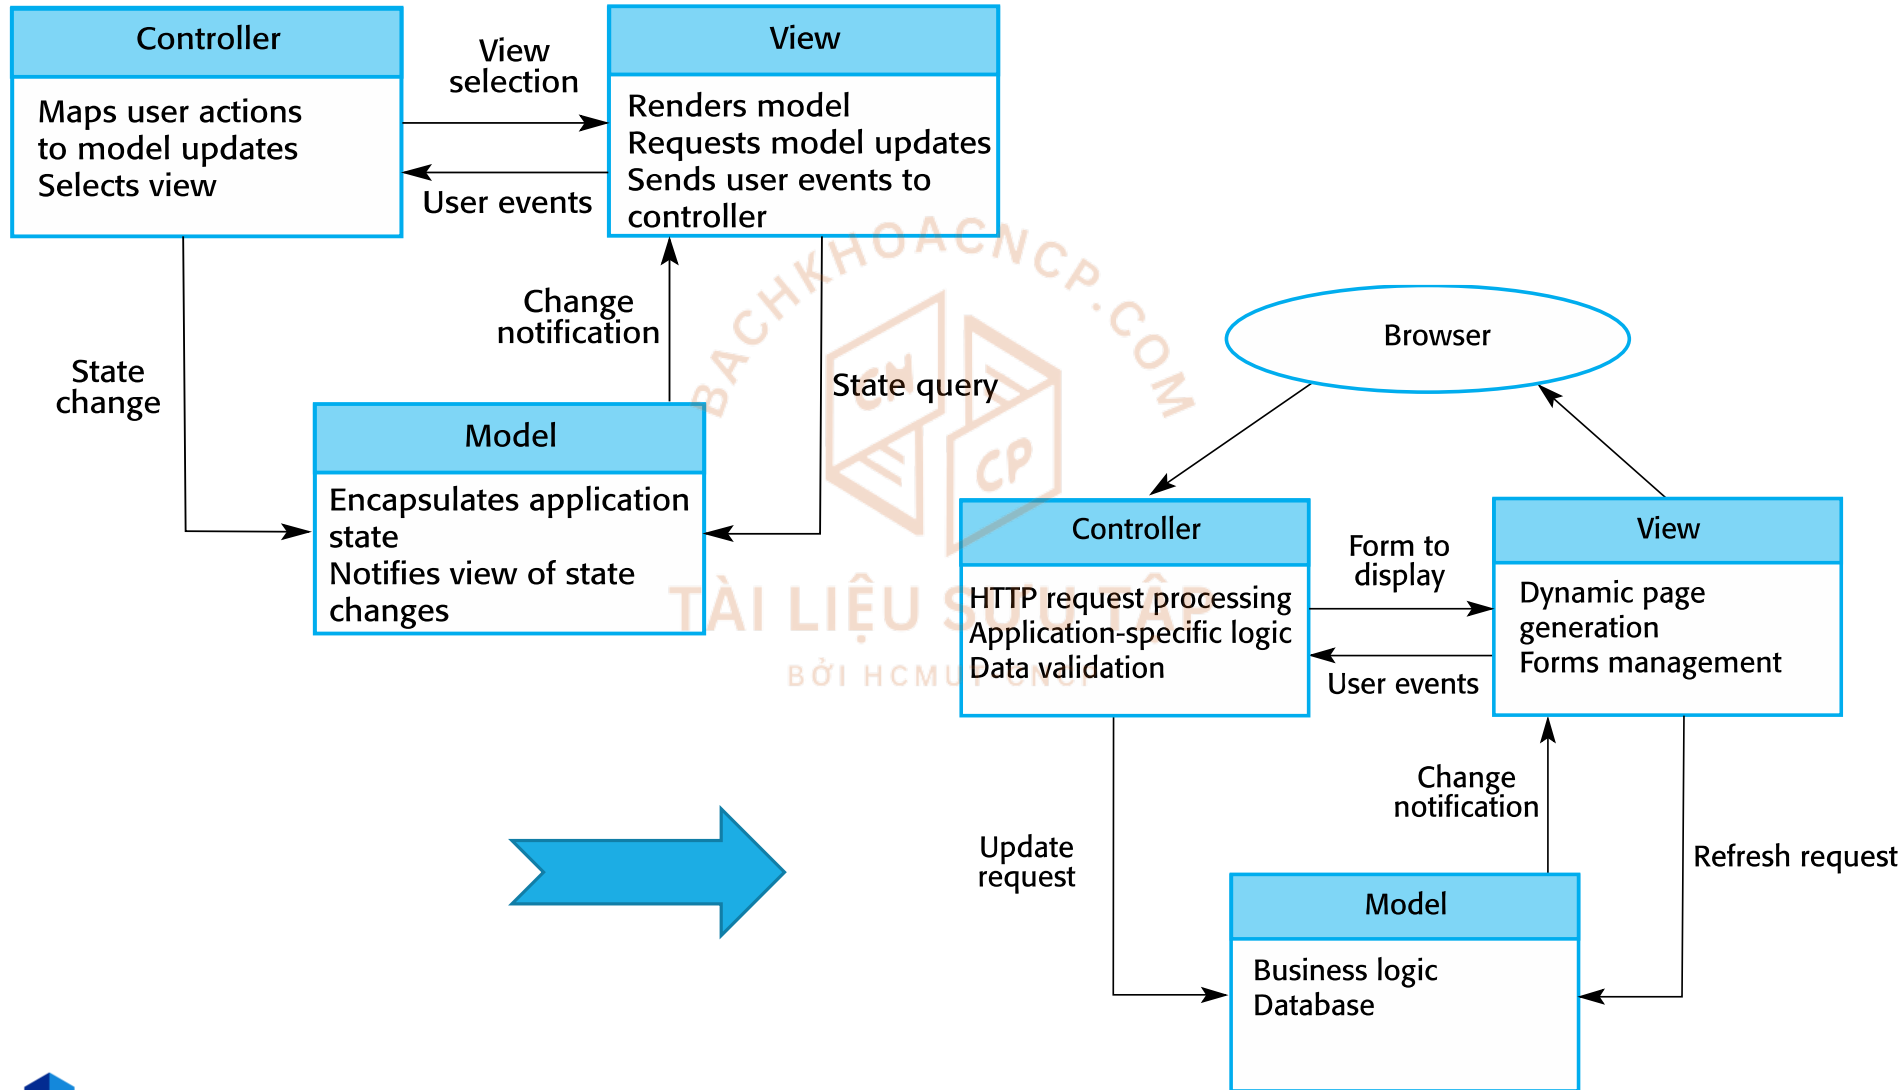 Controller
Maps user actions
to model updates
Selects view
View
selection
User events
View
Renders model
Requests model updates
Sends user events to
controller
Change
notification
State
change
State query
Model
Encapsulates application
state
Notifies view of state
changes
BACHKHOACNCP.COM
CN
CP
TÀI LIỆU SƯU TẬP
BỞI HCMUT-CNCP
Browser
Controller
HTTP request processing
Application-specific logic
Data validation
Form to
display
User events
View
Dynamic page
generation
Forms management
Change
notification
Update
request
Refresh request
Model
Business logic
Database